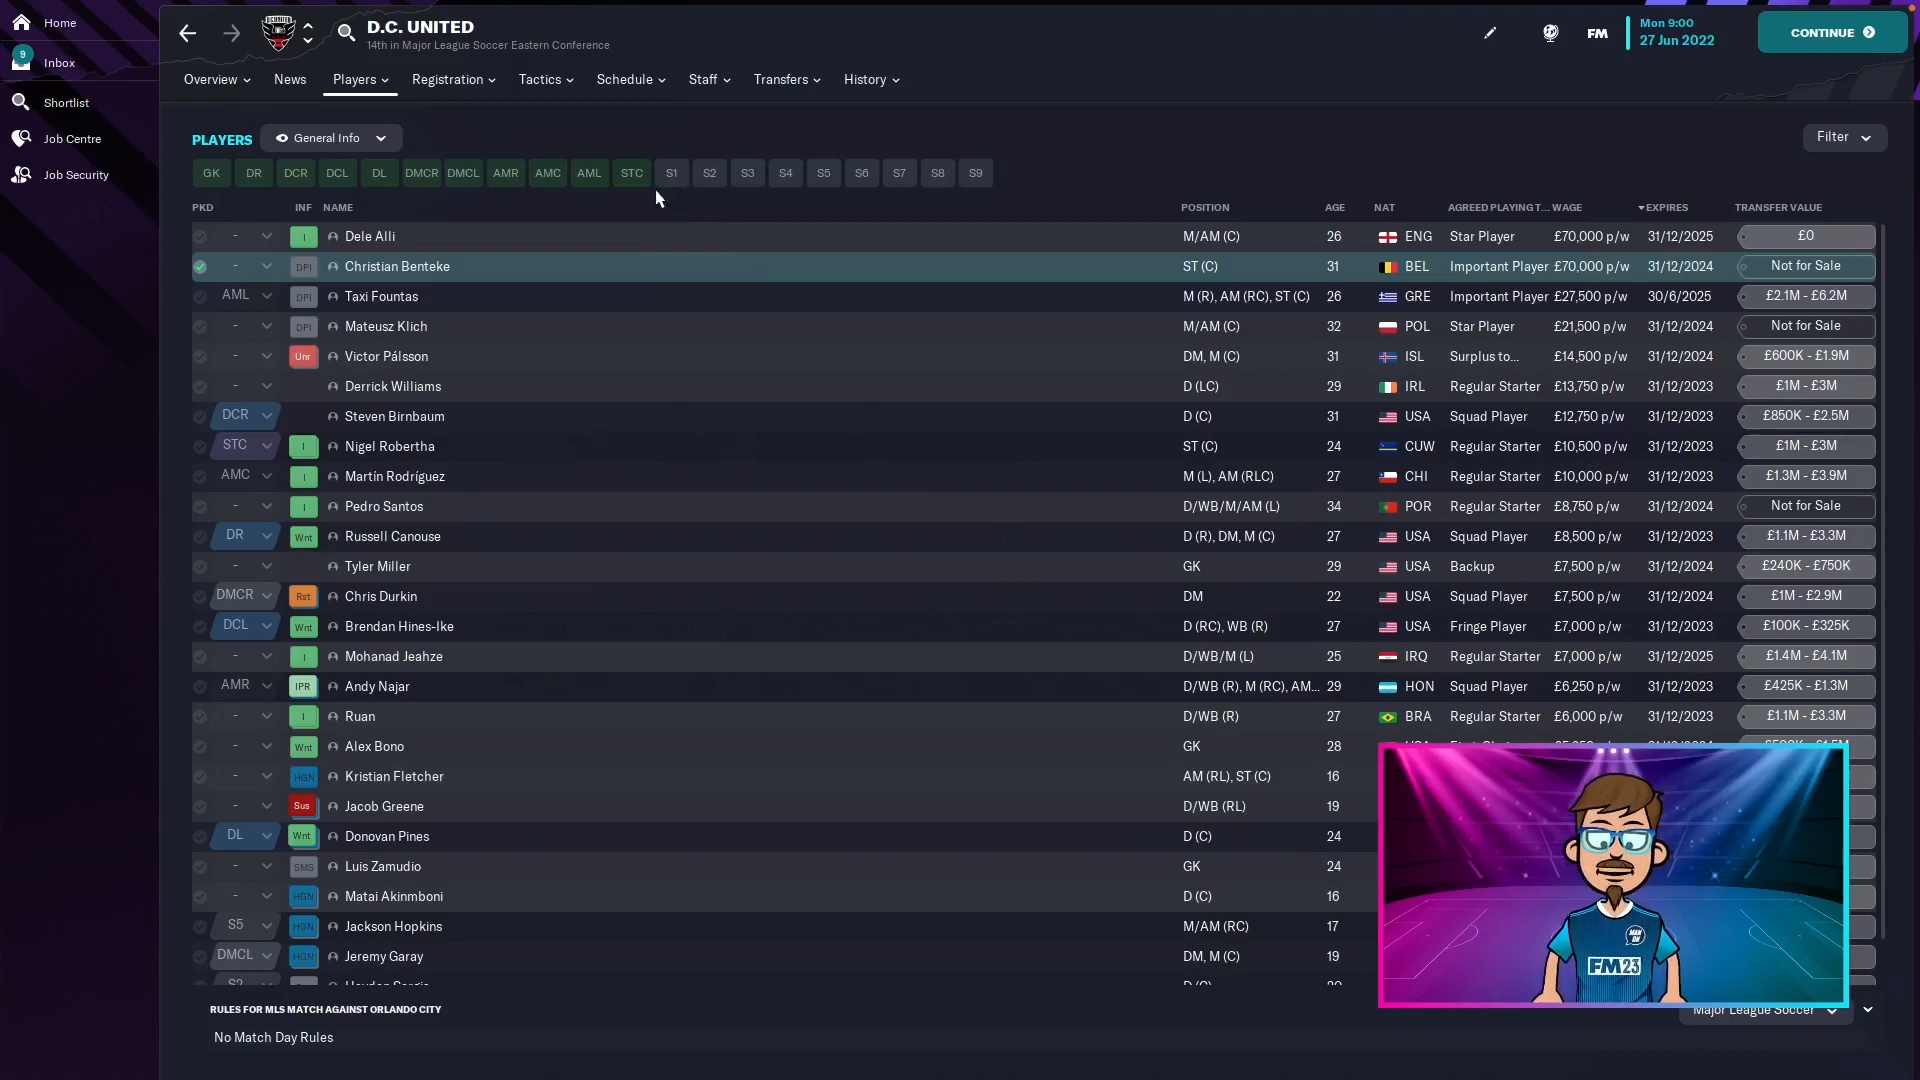 Home
9
Inbox
Shortlist
Job Centre
Job Security
D.C. UNITED
14th in Major League Soccer Eastern Conference
FM
Mon 9:00
27 Jun 2022
CONTINUE
Overview News Players Registration Tactics Schedule Staff Transfers History
PLAYERS General Info Filter
GK DR DCR DCL DL DMCR DMCL AMR AMC AML STC S1 S2 S3 S4 S5 S6 S7 S8 S9
PKD INF NAME POSITION AGE NAT AGREED PLAYING T... WAGE EXPIRES TRANSFER VALUE
- I Dele Alli M/AM (C) 26 ENG Star Player £70,000 p/w 31/12/2025 £0
- DPI Christian Benteke ST (C) 31 BEL Important Player £70,000 p/w 31/12/2024 Not for Sale
AML DPI Taxi Fountas M (R), AM (RC), ST (C) 26 GRE Important Player £27,500 p/w 30/6/2025 £2.1M - £6.2M
- DPI Mateusz Klich M/AM (C) 32 POL Star Player £21,500 p/w 31/12/2024 Not for Sale
- Unr Victor Pálsson DM, M (C) 31 ISL Surplus to... £14,500 p/w 31/12/2024 £600K - £1.9M
- Derrick Williams D (LC) 29 IRL Regular Starter £13,750 p/w 31/12/2023 £1M - £3M
DCR Steven Birnbaum D (C) 31 USA Squad Player £12,750 p/w 31/12/2023 £850K - £2.5M
STC I Nigel Robertha ST (C) 24 CUW Regular Starter £10,500 p/w 31/12/2023 £1M - £3M
AMC I Martín Rodríguez M (L), AM (RLC) 27 CHI Regular Starter £10,000 p/w 31/12/2023 £1.3M - £3.9M
- I Pedro Santos D/WB/M/AM (L) 34 POR Regular Starter £8,750 p/w 31/12/2024 Not for Sale
DR Wnt Russell Canouse D (R), DM, M (C) 27 USA Squad Player £8,500 p/w 31/12/2023 £1.1M - £3.3M
- Tyler Miller GK 29 USA Backup £7,500 p/w 31/12/2024 £240K - £750K
DMCR Rst Chris Durkin DM 22 USA Squad Player £7,500 p/w 31/12/2024 £1M - £2.9M
DCL Wnt Brendan Hines-Ike D (RC), WB (R) 27 USA Fringe Player £7,000 p/w 31/12/2023 £100K - £325K
- I Mohanad Jeahze D/WB/M (L) 25 IRQ Regular Starter £7,000 p/w 31/12/2025 £1.4M - £4.1M
AMR IPR Andy Najar D/WB (R), M (RC), AM... 29 HON Squad Player £6,250 p/w 31/12/2023 £425K - £1.3M
- I Ruan D/WB (R) 27 BRA Regular Starter £6,000 p/w 31/12/2023 £1.1M - £3.3M
- Wnt Alex Bono GK 28
- HGN Kristian Fletcher AM (RL), ST (C) 16
- Sus Jacob Greene D/WB (RL) 19
DL Wnt Donovan Pines D (C) 24
- SMS Luis Zamudio GK 24
- HGN Matai Akinmboni D (C) 16
S5 HGN Jackson Hopkins M/AM (RC) 17
DMCL HGN Jeremy Garay DM, M (C) 19
MAN
FM23
RULES FOR MLS MATCH AGAINST ORLANDO CITY
Major League Soccer
No Match Day Rules